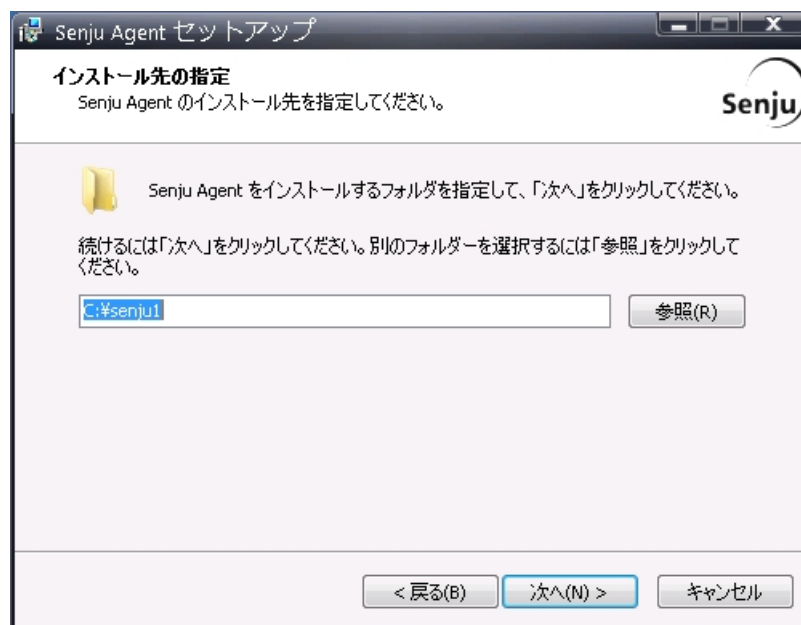 Senju Agent セットアップ
インストール先の指定
Senju Agent のインストール先を指定してください。
Senju
Senju Agent をインストールするフォルダを指定して、「次へ」をクリックしてください。
続けるには「次へ」をクリックしてください。別のフォルダーを選択するには「参照」をクリックして
ください。
C:¥senju1
参照(R)
< 戻る(B)
次へ(N) >
キャンセル